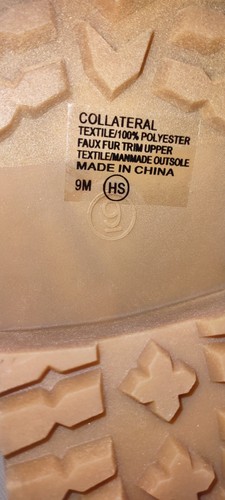 COLLATERAL
TEXTILE/100% POLYESTER
FAUX FUR TRIM UPPER
TEXTILE/MANMADE OUTSOLE
MADE IN CHINA
9M HS
9